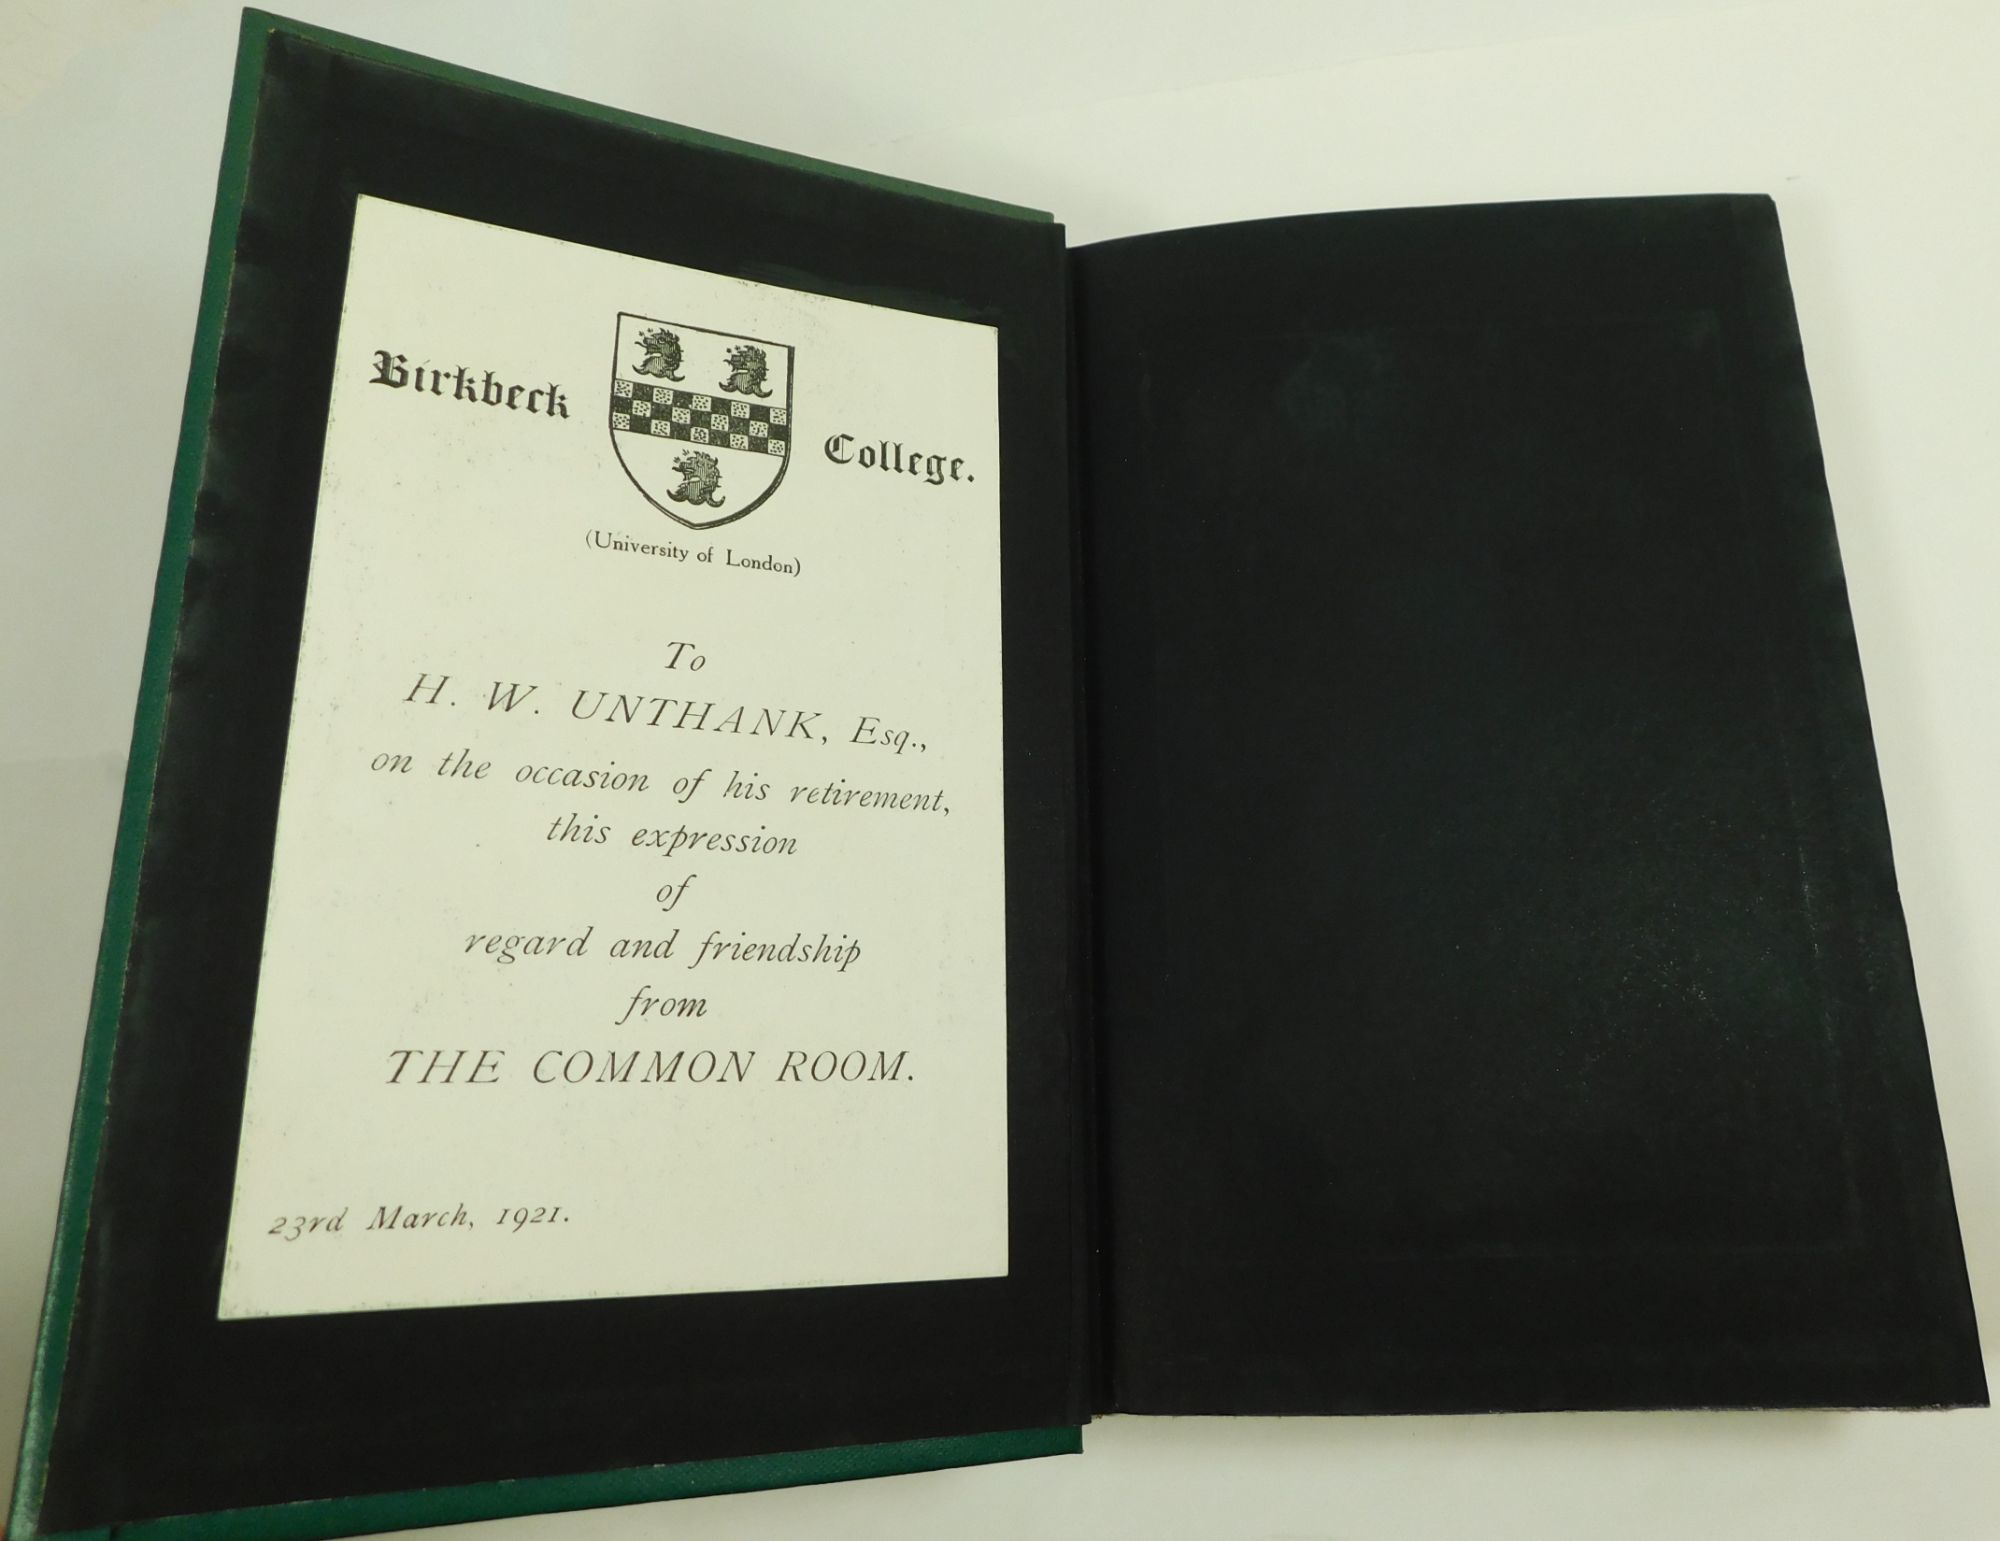 Birkbeck College.
(University of London)
To
H. W. UNTHANK, Esq.,
on the occasion of his retirement,
this expression
of
regard and friendship
from
THE COMMON ROOM.
23rd March, 1921.